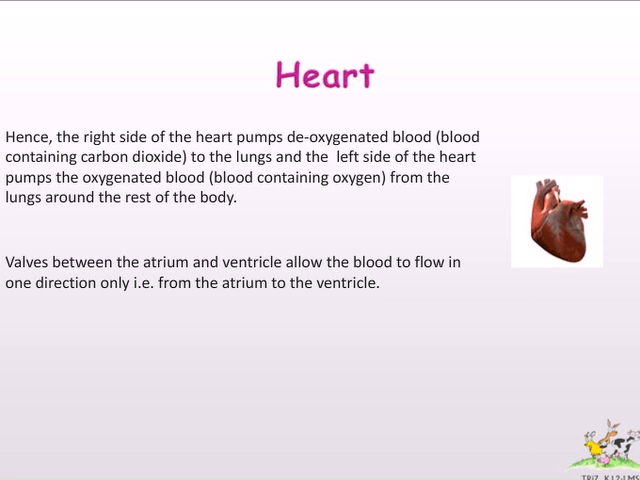 Heart
Hence, the right side of the heart pumps de-oxygenated blood (blood
containing carbon dioxide) to the lungs and the  left side of the heart
pumps the oxygenated blood (blood containing oxygen) from the
lungs around the rest of the body.
Valves between the atrium and ventricle allow the blood to flow in
one direction only i.e. from the atrium to the ventricle.
TRIZ K12-LMS